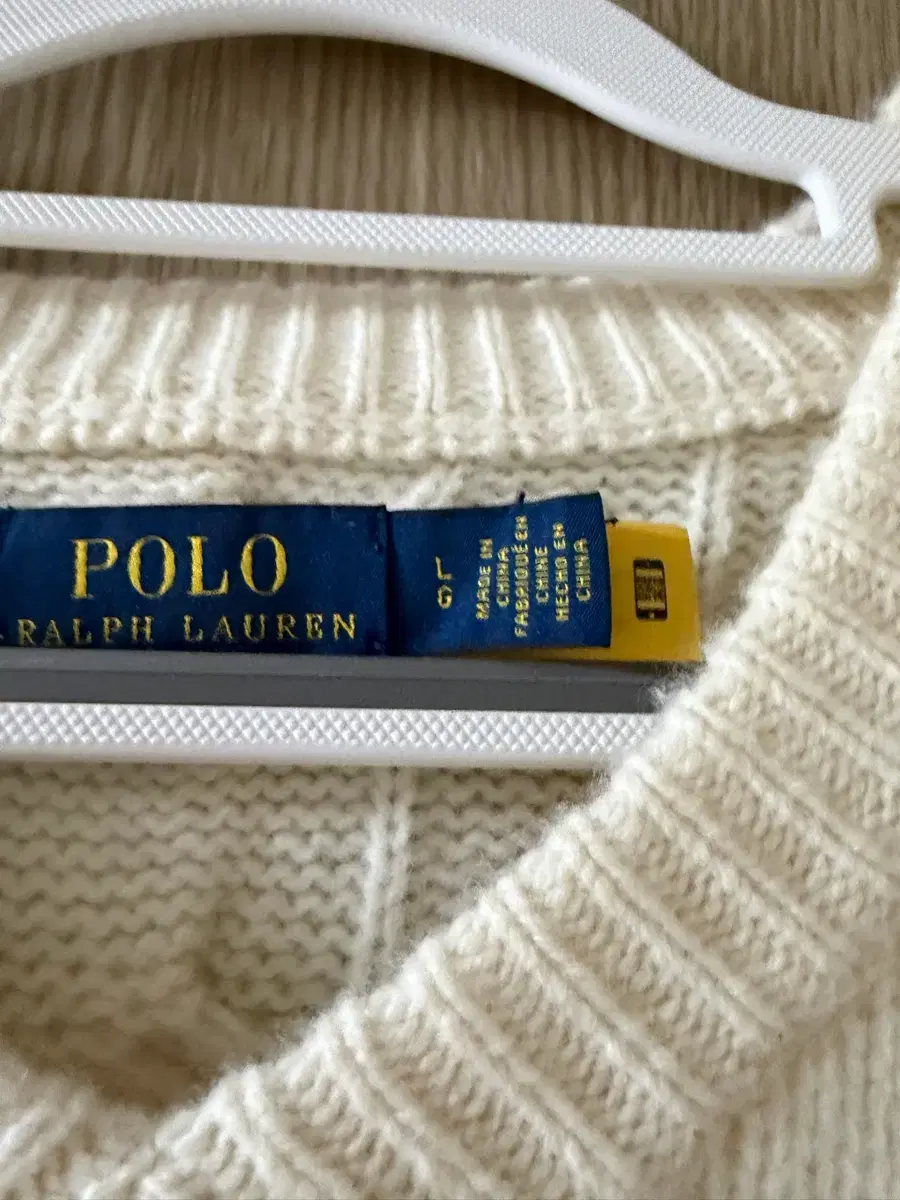 POLO
RALPH LAUREN
L
G
MADE IN
CHINA
FABRIQUÉ EN
CHINE
HECHO EN
CHINA